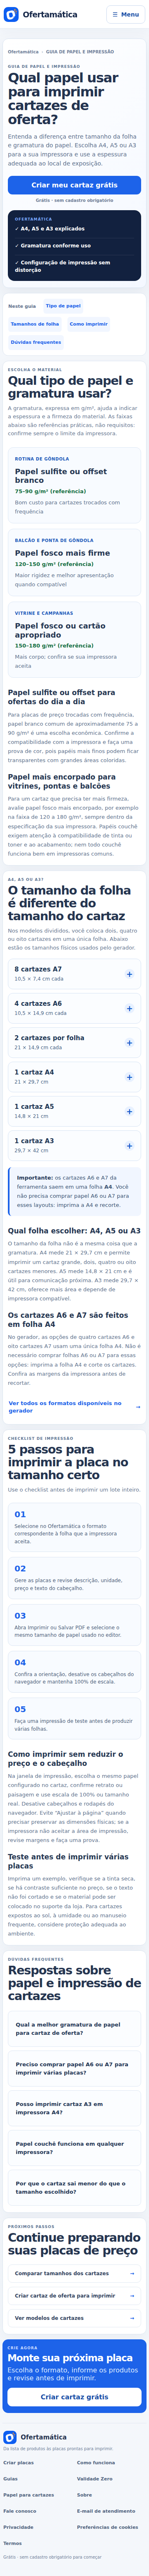 Ofertamática
☰ Menu
Ofertamática › GUIA DE PAPEL E IMPRESSÃO
GUIA DE PAPEL E IMPRESSÃO
Qual papel usar
para imprimir
cartazes de
oferta?
Entenda a diferença entre tamanho da folha
e gramatura do papel. Escolha A4, A5 ou A3
para a sua impressora e use a espessura
adequada ao local de exposição.
Criar meu cartaz grátis
Grátis · sem cadastro obrigatório
OFERTAMÁTICA
✓ A4, A5 e A3 explicados
✓ Gramatura conforme uso
✓ Configuração de impressão sem
distorção
Neste guia
Tipo de papel
Tamanhos de folha
Como imprimir
Dúvidas frequentes
ESCOLHA O MATERIAL
Qual tipo de papel e
gramatura usar?
A gramatura, expressa em g/m², ajuda a indicar
a espessura e a firmeza do material. As faixas
abaixo são referências práticas, não requisitos:
confirme sempre o limite da impressora.
ROTINA DE GÔNDOLA
Papel sulfite ou offset
branco
75–90 g/m² (referência)
Bom custo para cartazes trocados com
frequência
BALCÃO E PONTA DE GÔNDOLA
Papel fosco mais firme
120–150 g/m² (referência)
Maior rigidez e melhor apresentação
quando compatível
VITRINE E CAMPANHAS
Papel fosco ou cartão
apropriado
150–180 g/m² (referência)
Mais corpo; confira se sua impressora
aceita
Papel sulfite ou offset para
ofertas do dia a dia
Para placas de preço trocadas com frequência,
papel branco comum de aproximadamente 75 a
90 g/m² é uma escolha econômica. Confirme a
compatibilidade com a impressora e faça uma
prova de cor, pois papéis muito finos podem ficar
transparentes com grandes áreas coloridas.
Papel mais encorpado para
vitrines, pontas e balcões
Para um cartaz que precisa ter mais firmeza,
avalie papel fosco mais encorpado, por exemplo
na faixa de 120 a 180 g/m², sempre dentro da
especificação da sua impressora. Papéis couchê
exigem atenção à compatibilidade de tinta ou
toner e ao acabamento; nem todo couchê
funciona bem em impressoras comuns.
A4, A5 OU A3?
O tamanho da folha
é diferente do
tamanho do cartaz
Nos modelos divididos, você coloca dois, quatro
ou oito cartazes em uma única folha. Abaixo
estão os tamanhos físicos usados pelo gerador.
8 cartazes A7
10,5 × 7,4 cm cada
+
4 cartazes A6
10,5 × 14,9 cm cada
+
2 cartazes por folha
21 × 14,9 cm cada
+
1 cartaz A4
21 × 29,7 cm
+
1 cartaz A5
14,8 × 21 cm
+
1 cartaz A3
29,7 × 42 cm
+
Importante: os cartazes A6 e A7 da
ferramenta saem em uma folha A4. Você
não precisa comprar papel A6 ou A7 para
esses layouts: imprima a A4 e recorte.
Qual folha escolher: A4, A5 ou A3
O tamanho da folha não é a mesma coisa que a
gramatura. A4 mede 21 × 29,7 cm e permite
imprimir um cartaz grande, dois, quatro ou oito
cartazes menores. A5 mede 14,8 × 21 cm e é
útil para comunicação próxima. A3 mede 29,7 ×
42 cm, oferece mais área e depende de
impressora compatível.
Os cartazes A6 e A7 são feitos
em folha A4
No gerador, as opções de quatro cartazes A6 e
oito cartazes A7 usam uma única folha A4. Não é
necessário comprar folhas A6 ou A7 para essas
opções: imprima a folha A4 e corte os cartazes.
Confira as margens da impressora antes de
recortar.
Ver todos os formatos disponíveis no
gerador
→
CHECKLIST DE IMPRESSÃO
5 passos para
imprimir a placa no
tamanho certo
Use o checklist antes de imprimir um lote inteiro.
01
Selecione no Ofertamática o formato
correspondente à folha que a impressora
aceita.
02
Gere as placas e revise descrição, unidade,
preço e texto do cabeçalho.
03
Abra Imprimir ou Salvar PDF e selecione o
mesmo tamanho de papel usado no editor.
04
Confira a orientação, desative os cabeçalhos do
navegador e mantenha 100% de escala.
05
Faça uma impressão de teste antes de produzir
várias folhas.
Como imprimir sem reduzir o
preço e o cabeçalho
Na janela de impressão, escolha o mesmo papel
configurado no cartaz, confirme retrato ou
paisagem e use escala de 100% ou tamanho
real. Desative cabeçalhos e rodapés do
navegador. Evite “Ajustar à página” quando
precisar preservar as dimensões físicas; se a
impressora não aceitar a área de impressão,
revise margens e faça uma prova.
Teste antes de imprimir várias
placas
Imprima um exemplo, verifique se a tinta seca,
se há contraste suficiente no preço, se o texto
não foi cortado e se o material pode ser
colocado no suporte da loja. Para cartazes
expostos ao sol, à umidade ou ao manuseio
frequente, considere proteção adequada ao
ambiente.
DÚVIDAS FREQUENTES
Respostas sobre
papel e impressão de
cartazes
Qual a melhor gramatura de papel
para cartaz de oferta?
Preciso comprar papel A6 ou A7 para
imprimir várias placas?
Posso imprimir cartaz A3 em
impressora A4?
Papel couchê funciona em qualquer
impressora?
Por que o cartaz sai menor do que o
tamanho escolhido?
PRÓXIMOS PASSOS
Continue preparando
suas placas de preço
Comparar tamanhos dos cartazes →
Criar cartaz de oferta para imprimir →
Ver modelos de cartazes →
CRIE AGORA
Monte sua próxima placa
Escolha o formato, informe os produtos
e revise antes de imprimir.
Criar cartaz grátis
Ofertamática
Da lista de produtos às placas prontas para imprimir.
Criar placas
Como funciona
Guias
Validade Zero
Papel para cartazes
Sobre
Fale conosco
E-mail de atendimento
Privacidade
Preferências de cookies
Termos
Grátis · sem cadastro obrigatório para começar